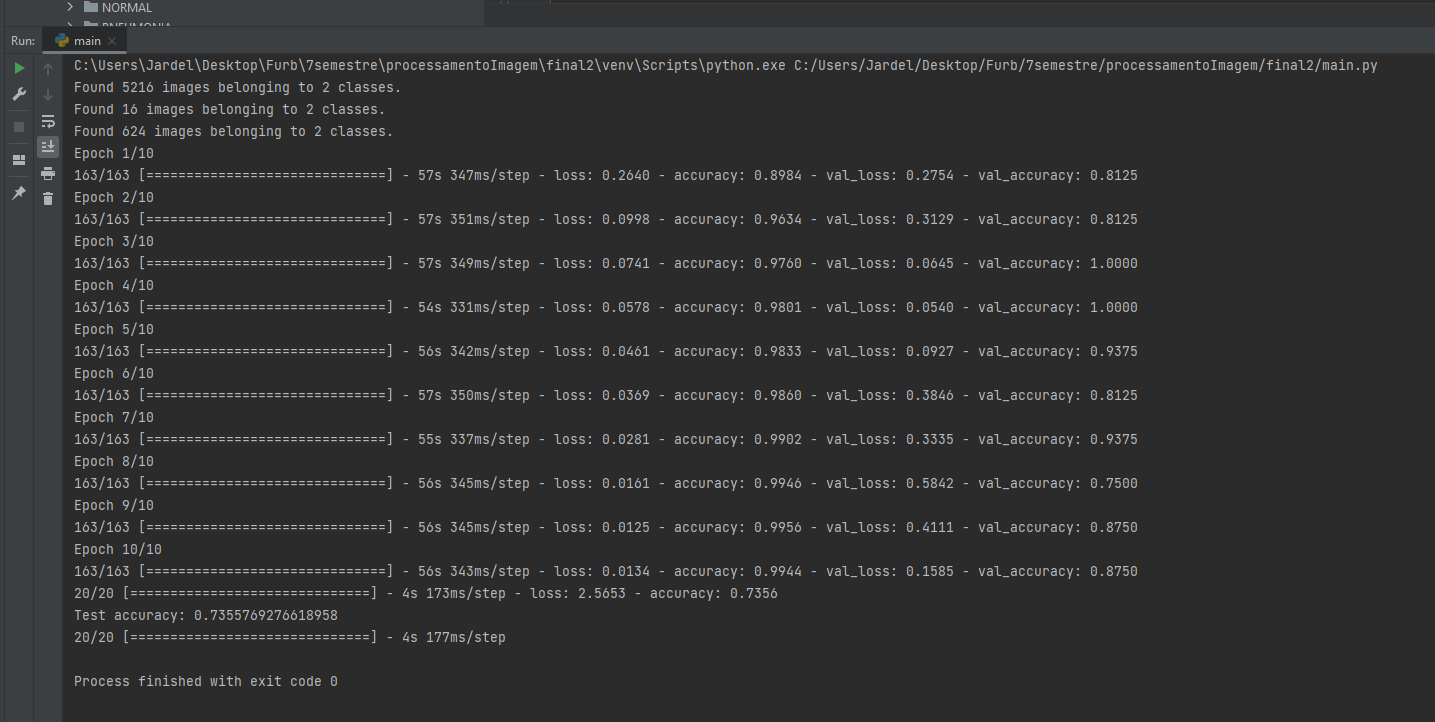 NORMAL
PNEUMONIA
Run:
main
C:\Users\Jardel\Desktop\Furb\7semestre\processamentoImagem\final2\venv\Scripts\python.exe C:/Users/Jardel/Desktop/Furb/7semestre/processamentoImagem/final2/main.py
Found 5216 images belonging to 2 classes.
Found 16 images belonging to 2 classes.
Found 624 images belonging to 2 classes.
Epoch 1/10
163/163 [==============================] - 57s 347ms/step - loss: 0.2640 - accuracy: 0.8984 - val_loss: 0.2754 - val_accuracy: 0.8125
Epoch 2/10
163/163 [==============================] - 57s 351ms/step - loss: 0.0998 - accuracy: 0.9634 - val_loss: 0.3129 - val_accuracy: 0.8125
Epoch 3/10
163/163 [==============================] - 57s 349ms/step - loss: 0.0741 - accuracy: 0.9760 - val_loss: 0.0645 - val_accuracy: 1.0000
Epoch 4/10
163/163 [==============================] - 54s 331ms/step - loss: 0.0578 - accuracy: 0.9801 - val_loss: 0.0540 - val_accuracy: 1.0000
Epoch 5/10
163/163 [==============================] - 56s 342ms/step - loss: 0.0461 - accuracy: 0.9833 - val_loss: 0.0927 - val_accuracy: 0.9375
Epoch 6/10
163/163 [==============================] - 57s 350ms/step - loss: 0.0369 - accuracy: 0.9860 - val_loss: 0.3846 - val_accuracy: 0.8125
Epoch 7/10
163/163 [==============================] - 55s 337ms/step - loss: 0.0281 - accuracy: 0.9902 - val_loss: 0.3335 - val_accuracy: 0.9375
Epoch 8/10
163/163 [==============================] - 56s 345ms/step - loss: 0.0161 - accuracy: 0.9946 - val_loss: 0.5842 - val_accuracy: 0.7500
Epoch 9/10
163/163 [==============================] - 56s 345ms/step - loss: 0.0125 - accuracy: 0.9956 - val_loss: 0.4111 - val_accuracy: 0.8750
Epoch 10/10
163/163 [==============================] - 56s 343ms/step - loss: 0.0134 - accuracy: 0.9944 - val_loss: 0.1585 - val_accuracy: 0.8750
20/20 [==============================] - 4s 173ms/step - loss: 2.5653 - accuracy: 0.7356
Test accuracy: 0.7355769276618958
20/20 [==============================] - 4s 177ms/step
Process finished with exit code 0